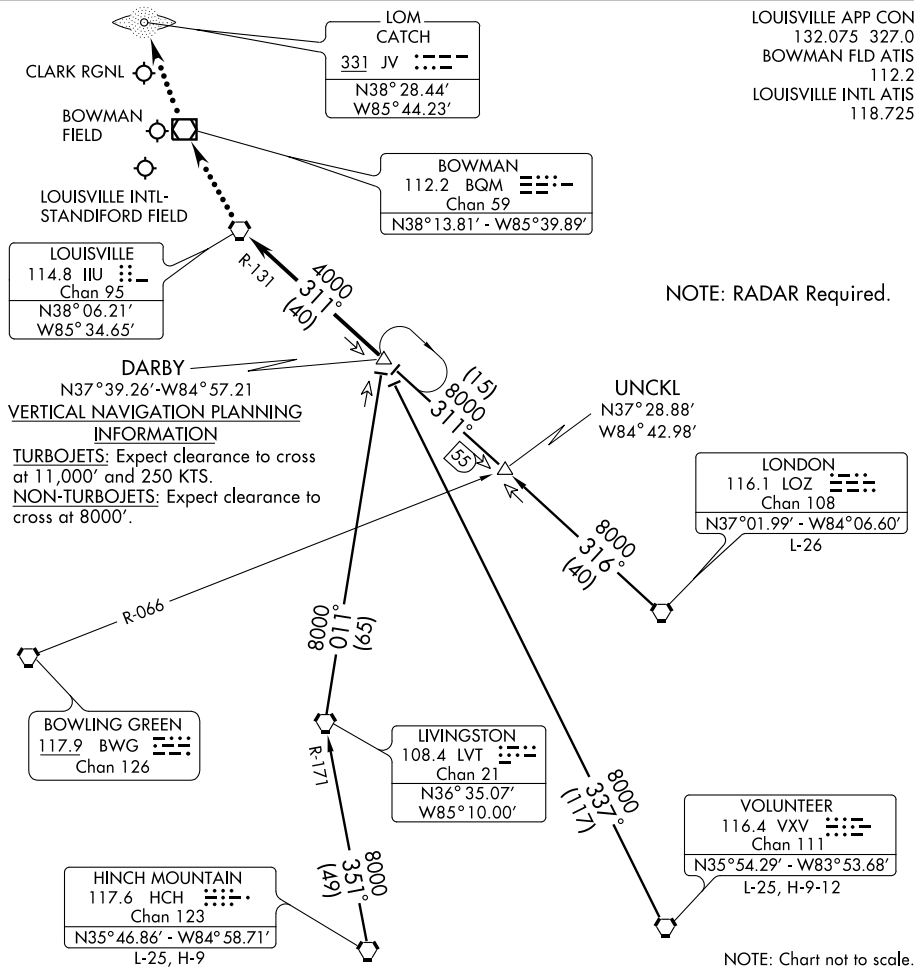 LOUISVILLE APP CON
132.075 327.0
BOWMAN FLD ATIS
112.2
LOUISVILLE INTL ATIS
118.725
LOM
CATCH
331 JV
N38° 28.44′
W85° 44.23′
CLARK RGNL
BOWMAN
FIELD
LOUISVILLE INTL-
STANDIFORD FIELD
BOWMAN
112.2 BQM
Chan 59
N38° 13.81′ - W85° 39.89′
LOUISVILLE
114.8 IIU
Chan 95
N38° 06.21′
W85° 34.65′
R-131
4000
311°
(40)
NOTE: RADAR Required.
DARBY
N37° 39.26′-W84° 57.21
VERTICAL NAVIGATION PLANNING
INFORMATION
TURBOJETS: Expect clearance to cross
at 11,000′ and 250 KTS.
NON-TURBOJETS: Expect clearance to
cross at 8000′.
(15)
8000
311°
55
UNCKL
N37° 28.88′
W84° 42.98′
LONDON
116.1 LOZ
Chan 108
N37° 01.99′ - W84° 06.60′
L-26
8000
316°
(40)
R-066
8000
011°
(65)
BOWLING GREEN
117.9 BWG
Chan 126
LIVINGSTON
108.4 LVT
Chan 21
N36° 35.07′
W85° 10.00′
R-171
8000
337°
(117)
VOLUNTEER
116.4 VXV
Chan 111
N35° 54.29′ - W83° 53.68′
L-25, H-9-12
8000
351°
(49)
HINCH MOUNTAIN
117.6 HCH
Chan 123
N35° 46.86′ - W84° 58.71′
L-25, H-9
NOTE: Chart not to scale.